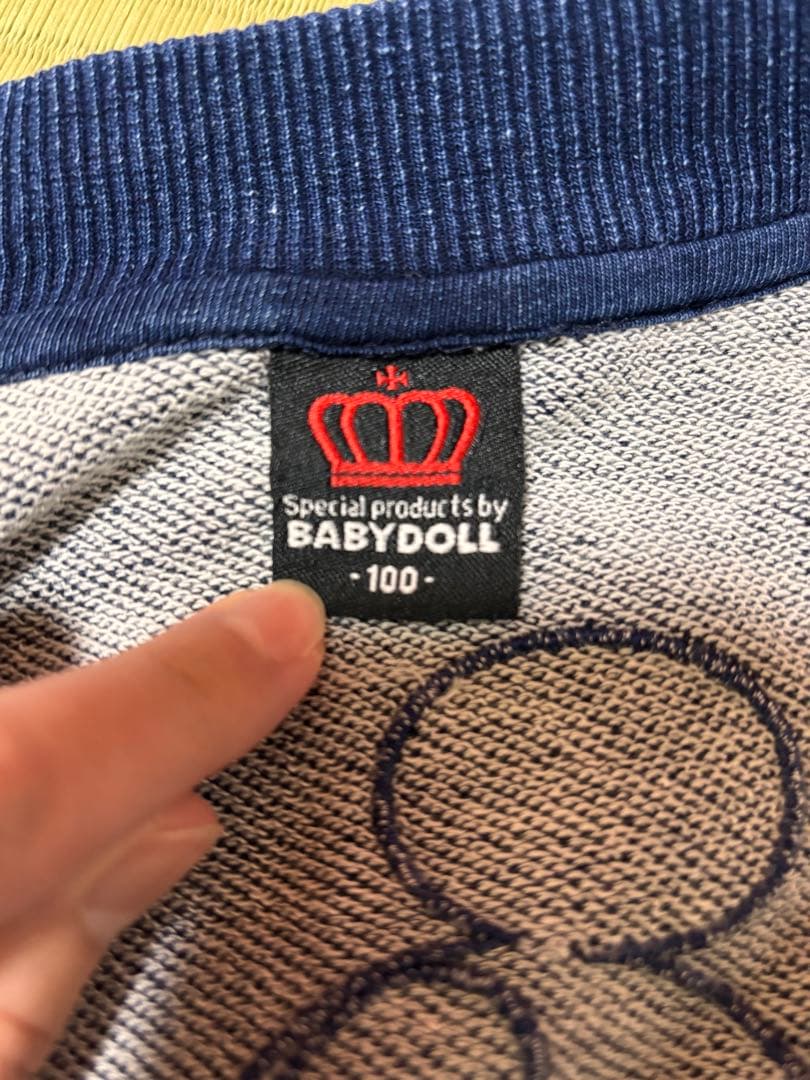 Special products by
BABYDOLL
-100-